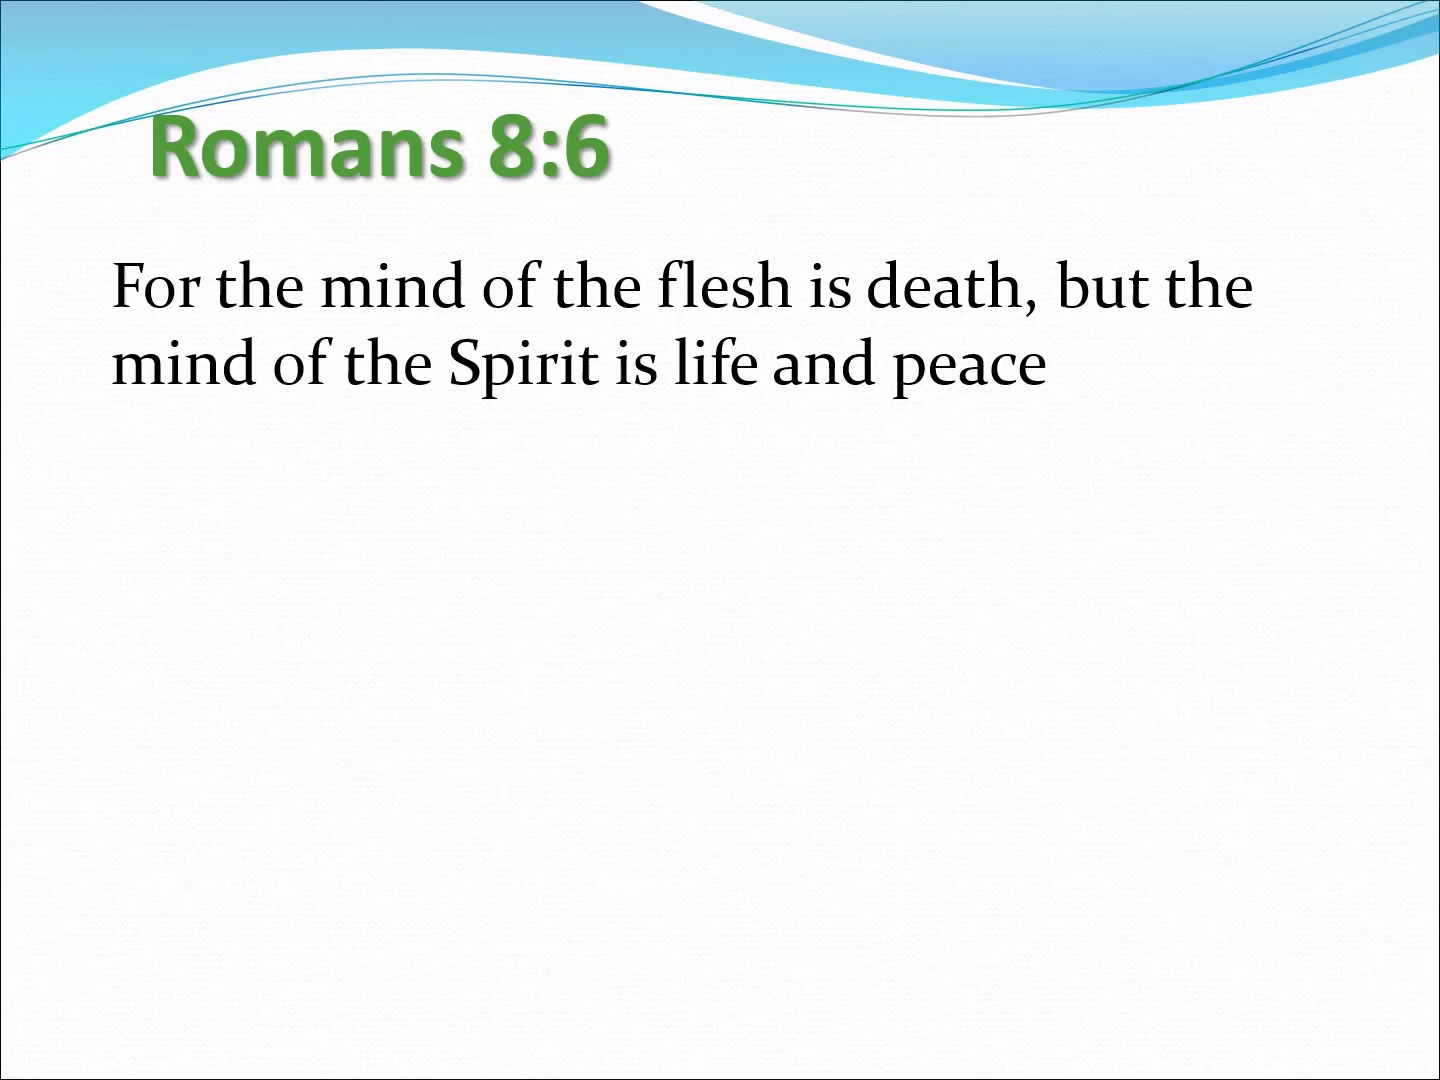 Romans 8:6
For the mind of the flesh is death, but the
mind of the Spirit is life and peace